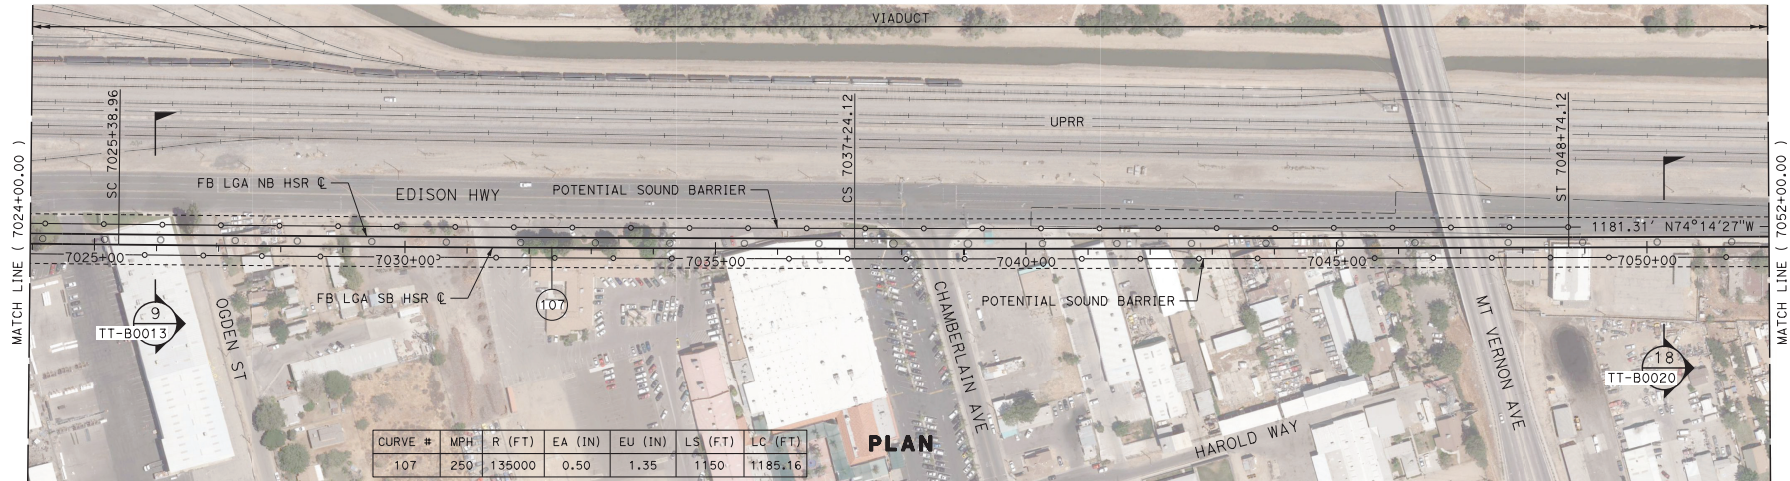 VIADUCT
MATCH LINE ( 7024+00.00 )
SC 7025+38.96
CS 7037+24.12
ST 7048+74.12
MATCH LINE ( 7052+00.00 )
UPRR
FB LGA NB HSR ℄
EDISON HWY
POTENTIAL SOUND BARRIER
1181.31' N74°14'27"W
7025+00
7030+00
7035+00
7040+00
7045+00
7050+00
FB LGA SB HSR ℄
107
POTENTIAL SOUND BARRIER
9
TT-B0013
OGDEN ST
CHAMBERLAIN AVE
MT VERNON AVE
18
TT-B0020
HAROLD WAY
CURVE # MPH R (FT) EA (IN) EU (IN) LS (FT) LC (FT)
107 250 135000 0.50 1.35 1150 1185.16
PLAN